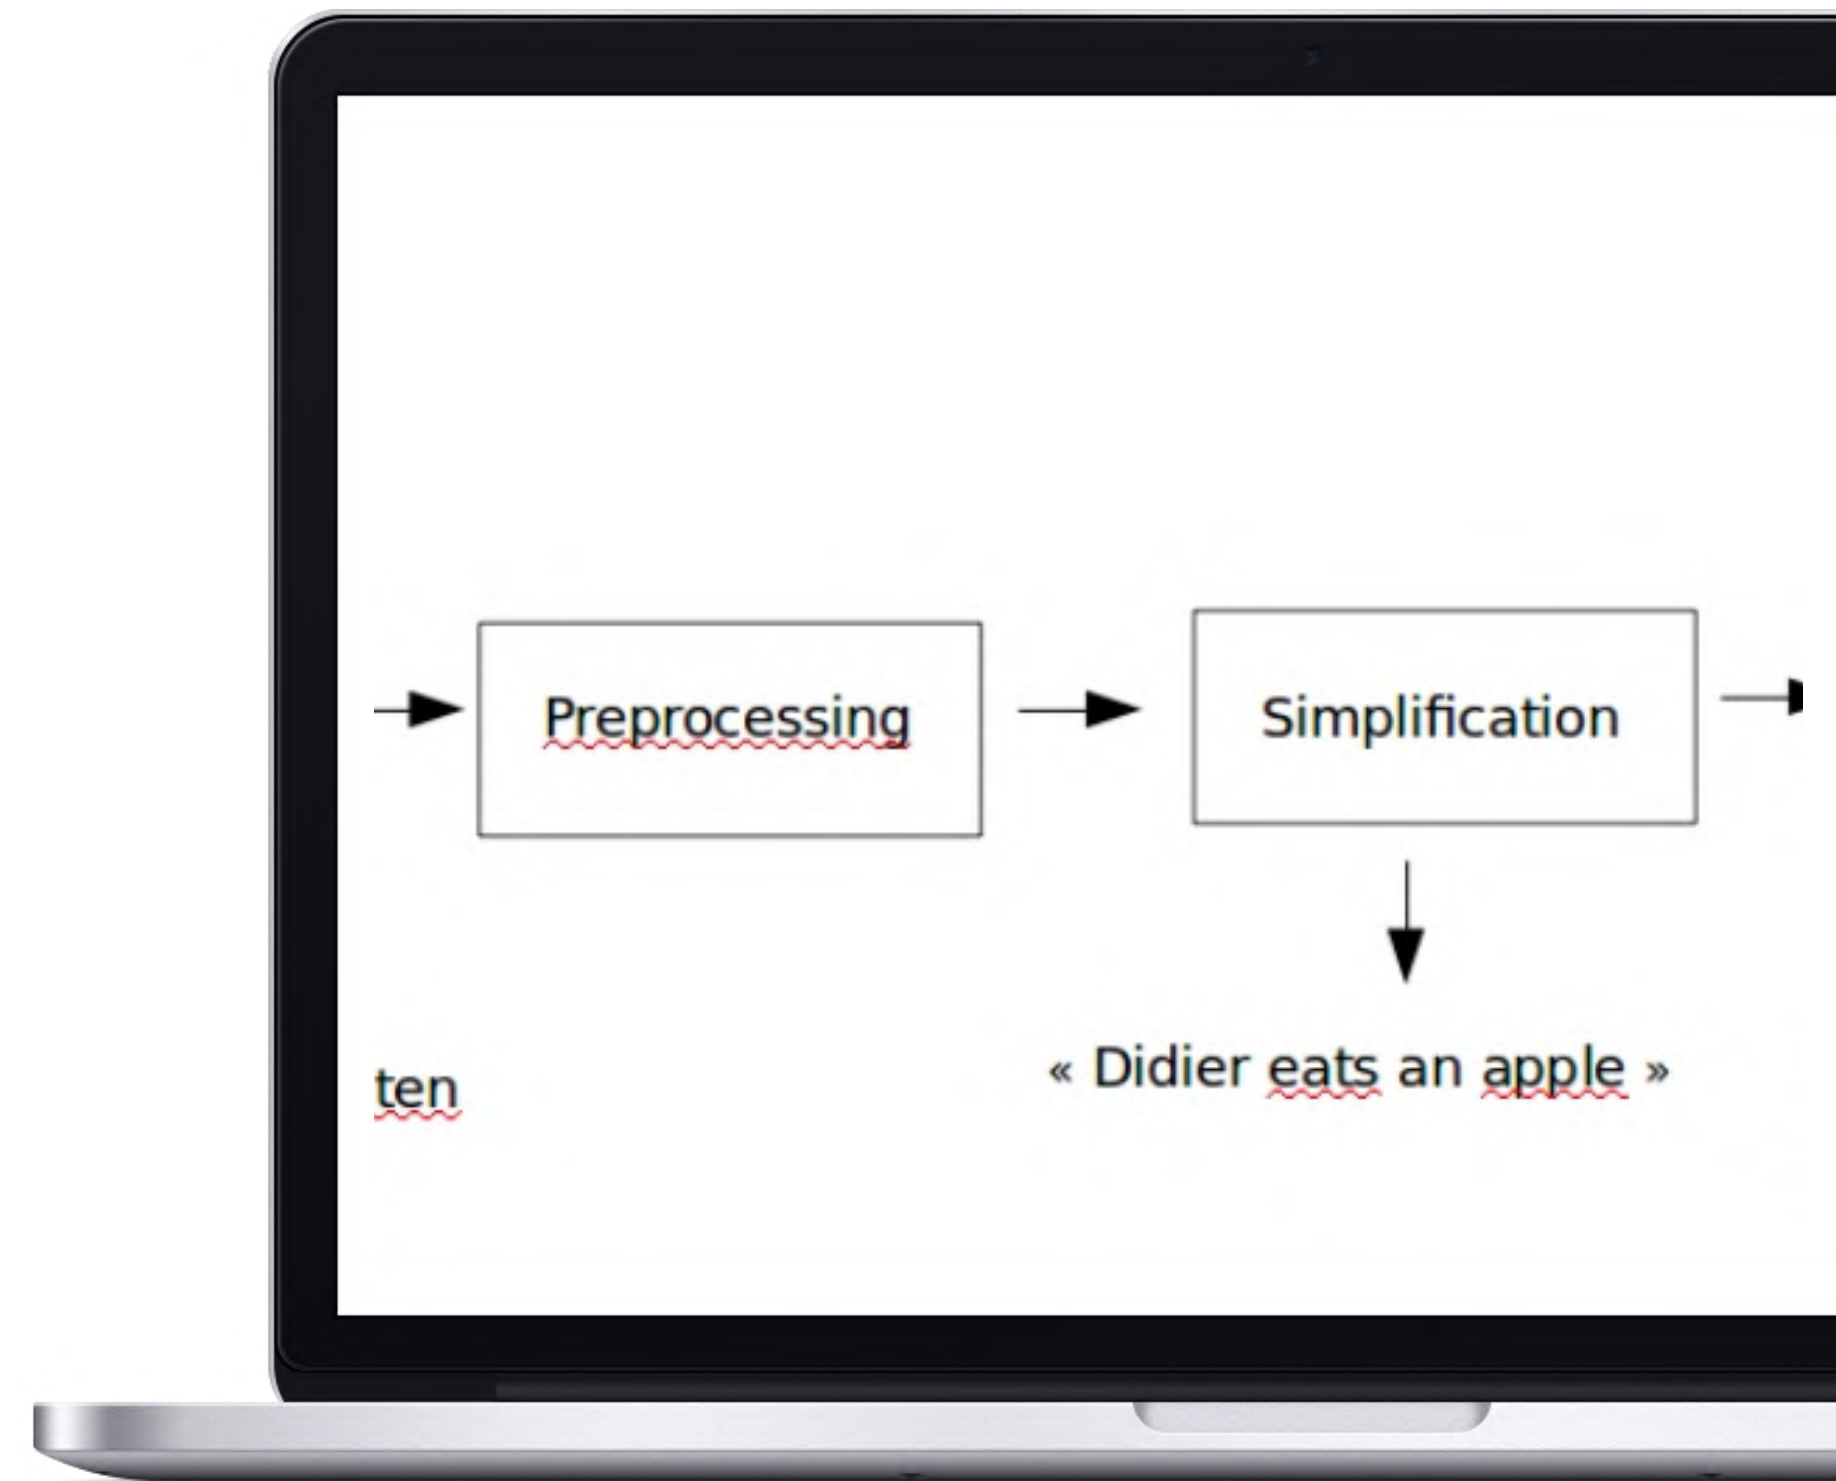 Preprocessing
Simplification
« Didier eats an apple »
ten